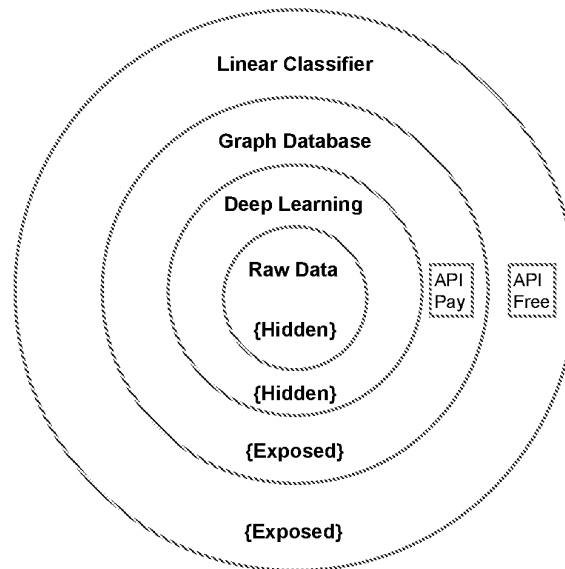 Linear Classifier
Graph Database
Deep Learning
Raw Data
API
Pay
API
Free
{Hidden}
{Hidden}
{Exposed}
{Exposed}